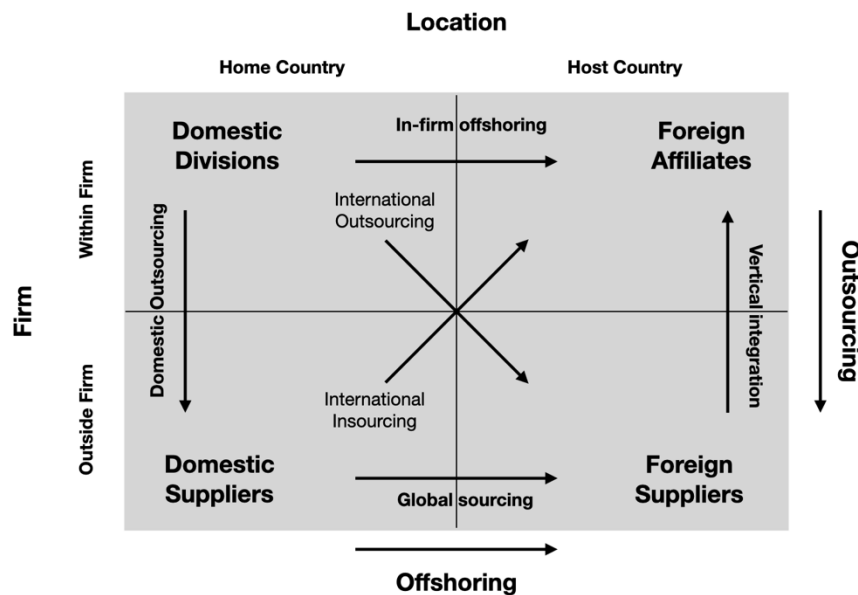 Location
Home Country
Host Country
Domestic
Divisions
In-firm offshoring
Foreign
Affiliates
Within Firm
International
Outsourcing
Domestic Outsourcing
Vertical integration
Outsourcing
Firm
Outside Firm
International
Insourcing
Domestic
Suppliers
Global sourcing
Foreign
Suppliers
Offshoring